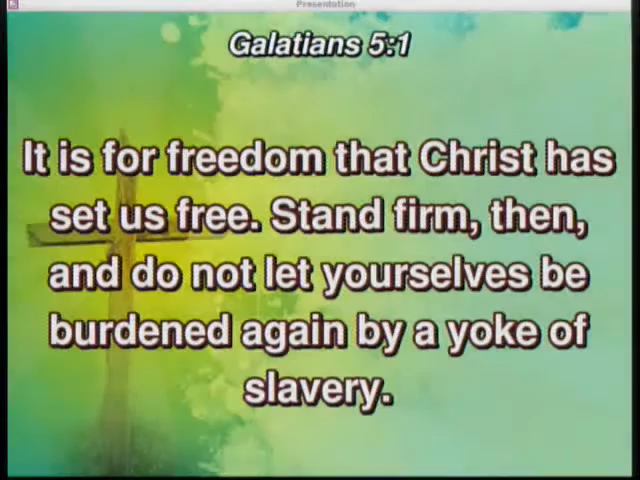 Presentation
Galatians 5:1
It is for freedom that Christ has
set us free. Stand firm, then,
and do not let yourselves be
burdened again by a yoke of
slavery.